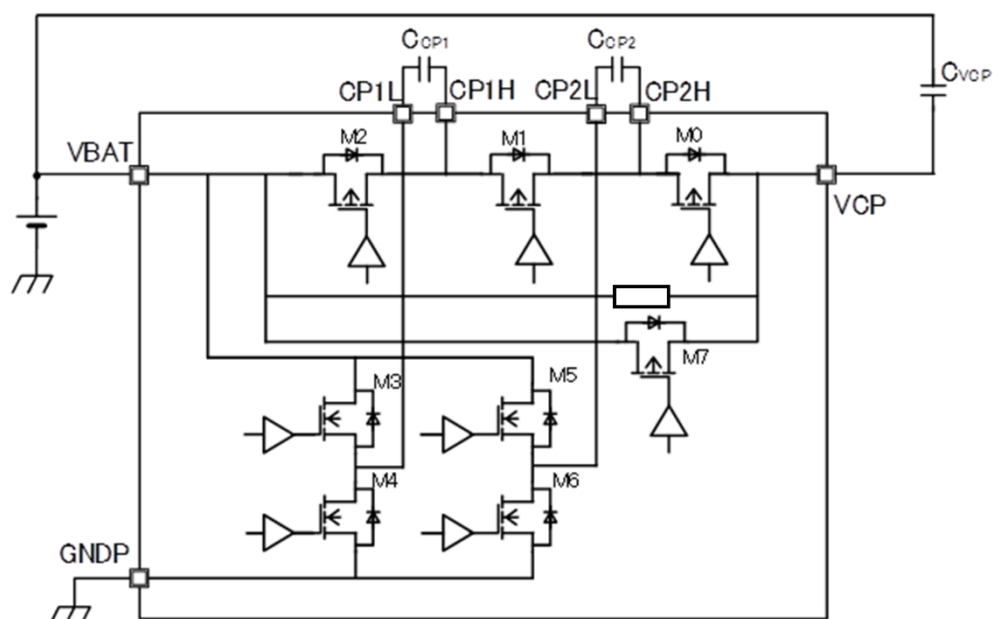 CCP1
CCP2
CVCP
CP1L
CP1H
CP2L
CP2H
VBAT
M2
M1
M0
VCP
M7
M3
M5
M4
M6
GNDP